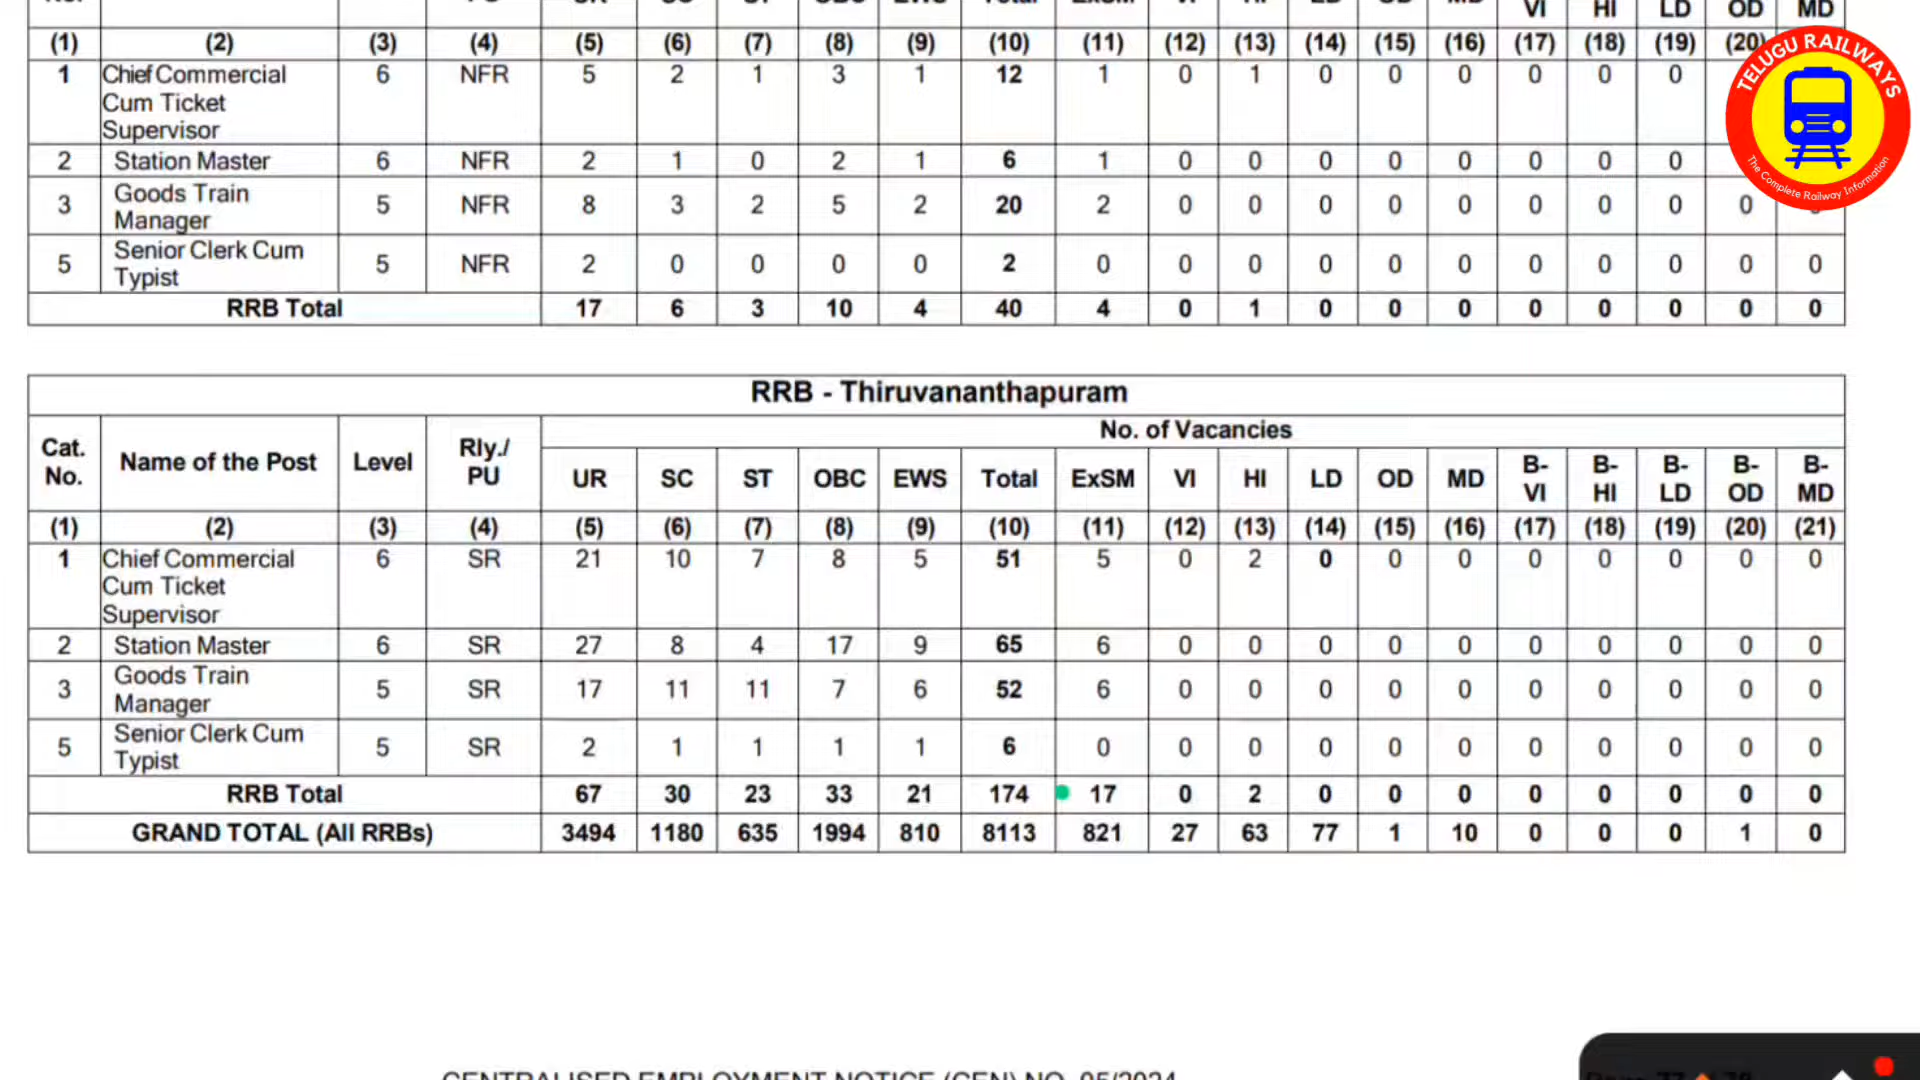 VI HI LD OD MD
(1) (2) (3) (4) (5) (6) (7) (8) (9) (10) (11) (12) (13) (14) (15) (16) (17) (18) (19) (20)
1 Chief Commercial Cum Ticket Supervisor 6 NFR 5 2 1 3 1 12 1 0 1 0 0 0 0 0 0
2 Station Master 6 NFR 2 1 0 2 1 6 1 0 0 0 0 0 0 0 0
3 Goods Train Manager 5 NFR 8 3 2 5 2 20 2 0 0 0 0 0 0 0 0 0
5 Senior Clerk Cum Typist 5 NFR 2 0 0 0 0 2 0 0 0 0 0 0 0 0 0 0 0
RRB Total 17 6 3 10 4 40 4 0 1 0 0 0 0 0 0 0 0
TELUGU RAILWAYS
The Complete Railway Information
RRB - Thiruvananthapuram
Cat. No. Name of the Post Level Rly./ PU No. of Vacancies
UR SC ST OBC EWS Total ExSM VI HI LD OD MD B-VI B-HI B-LD B-OD B-MD
(1) (2) (3) (4) (5) (6) (7) (8) (9) (10) (11) (12) (13) (14) (15) (16) (17) (18) (19) (20) (21)
1 Chief Commercial Cum Ticket Supervisor 6 SR 21 10 7 8 5 51 5 0 2 0 0 0 0 0 0 0 0
2 Station Master 6 SR 27 8 4 17 9 65 6 0 0 0 0 0 0 0 0 0 0
3 Goods Train Manager 5 SR 17 11 11 7 6 52 6 0 0 0 0 0 0 0 0 0 0
5 Senior Clerk Cum Typist 5 SR 2 1 1 1 1 6 0 0 0 0 0 0 0 0 0 0 0
RRB Total 67 30 23 33 21 174 17 0 2 0 0 0 0 0 0 0 0
GRAND TOTAL (All RRBs) 3494 1180 635 1994 810 8113 821 27 63 77 1 10 0 0 0 1 0
CENTRALISED EMPLOYMENT NOTICE (CEN) NO. 05/2024